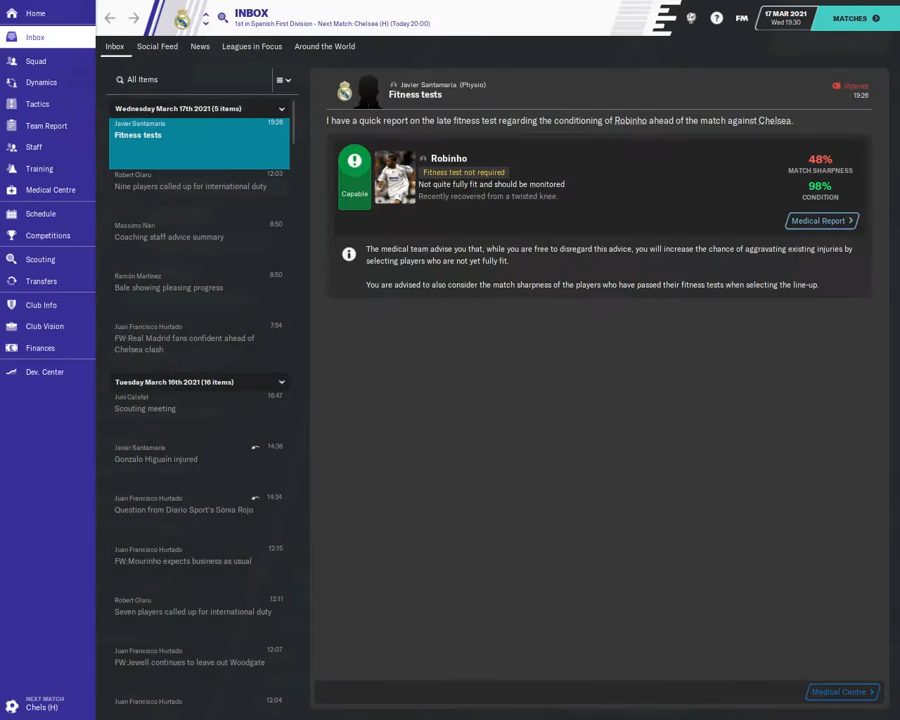 Home
Inbox
Squad
Dynamics
Tactics
Team Report
Staff
Training
Medical Centre
Schedule
Competitions
Scouting
Transfers
Club Info
Club Vision
Finances
Dev. Center
NEXT MATCH
Chels (H)
INBOX
1st in Spanish First Division - Next Match: Chelsea (H) (Today 20:00)
FM
17 MAR 2021
Wed 19:30
MATCHES
Inbox Social Feed News Leagues in Focus Around the World
All Items
Wednesday March 17th 2021 (5 items)
Javier Santamaría 19:26
Fitness tests
Robert Olaru 12:03
Nine players called up for international duty
Massimo Neri 8:50
Coaching staff advice summary
Ramón Martínez 8:50
Bale showing pleasing progress
Juan Francisco Hurtado 7:54
FW:Real Madrid fans confident ahead of
Chelsea clash
Tuesday March 16th 2021 (16 items)
Juni Calafat 16:47
Scouting meeting
Javier Santamaría 14:36
Gonzalo Higuaín injured
Juan Francisco Hurtado 14:34
Question from Diario Sport's Sònia Rojo
Juan Francisco Hurtado 12:15
FW:Mourinho expects business as usual
Robert Olaru 12:11
Seven players called up for international duty
Juan Francisco Hurtado 12:07
FW:Jewell continues to leave out Woodgate
Juan Francisco Hurtado 12:04
Javier Santamaría (Physio)
Fitness tests
Injuries
19:26
I have a quick report on the late fitness test regarding the conditioning of Robinho ahead of the match against Chelsea.
Capable
Robinho
Fitness test not required
Not quite fully fit and should be monitored
Recently recovered from a twisted knee.
48%
MATCH SHARPNESS
98%
CONDITION
Medical Report
The medical team advise you that, while you are free to disregard this advice, you will increase the chance of aggravating existing injuries by
selecting players who are not yet fully fit.
You are advised to also consider the match sharpness of the players who have passed their fitness tests when selecting the line-up.
Medical Centre